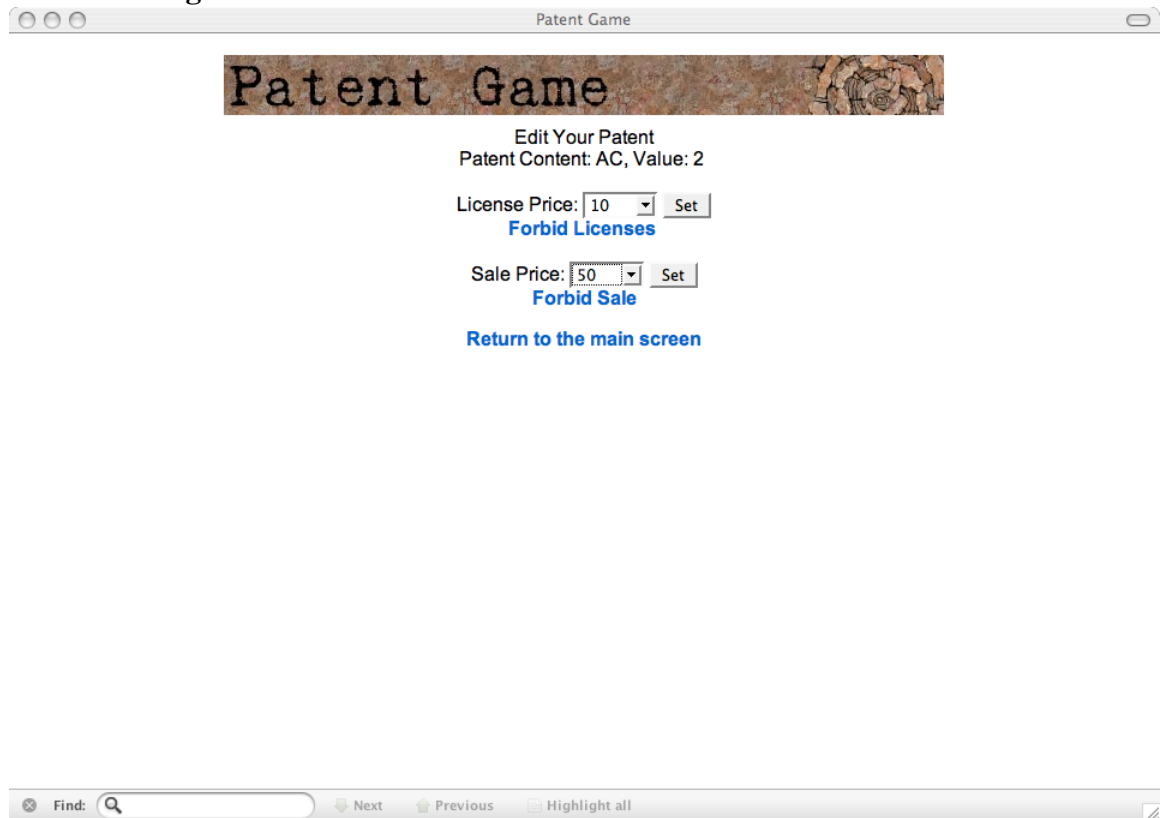 Patent Game
Patent Game
Edit Your Patent
Patent Content: AC, Value: 2
License Price: 10 Set
Forbid Licenses
Sale Price: 50 Set
Forbid Sale
Return to the main screen
Find: Next Previous Highlight all